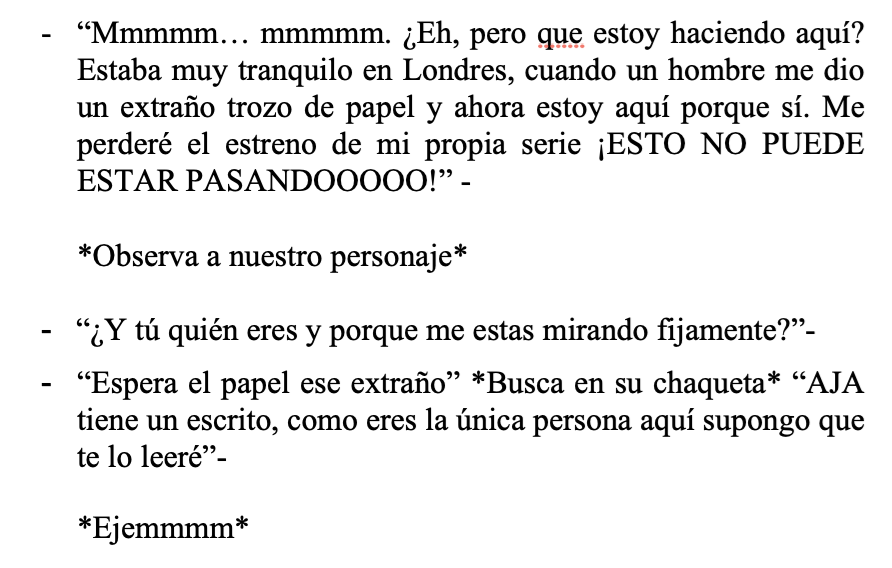 - “Mmmmm… mmmmm. ¿Eh, pero que estoy haciendo aquí?
Estaba muy tranquilo en Londres, cuando un hombre me dio
un extraño trozo de papel y ahora estoy aquí porque sí. Me
perderé el estreno de mi propia serie ¡ESTO NO PUEDE
ESTAR PASANDOOOOO!” -
*Observa a nuestro personaje*
- “¿Y tú quién eres y porque me estas mirando fijamente?”-
- “Espera el papel ese extraño” *Busca en su chaqueta* “AJA
tiene un escrito, como eres la única persona aquí supongo que
te lo leeré”-
*Ejemmmm*